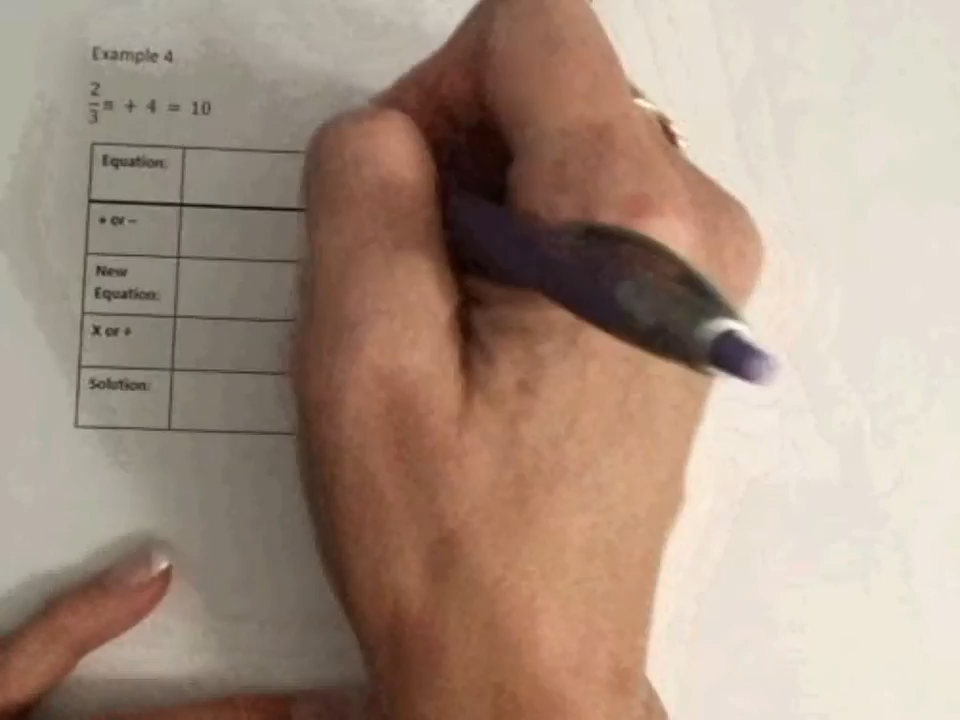 Example 4
2/3 n + 4 = 10
Equation:
+ or −
New
Equation:
X or ÷
Solution: